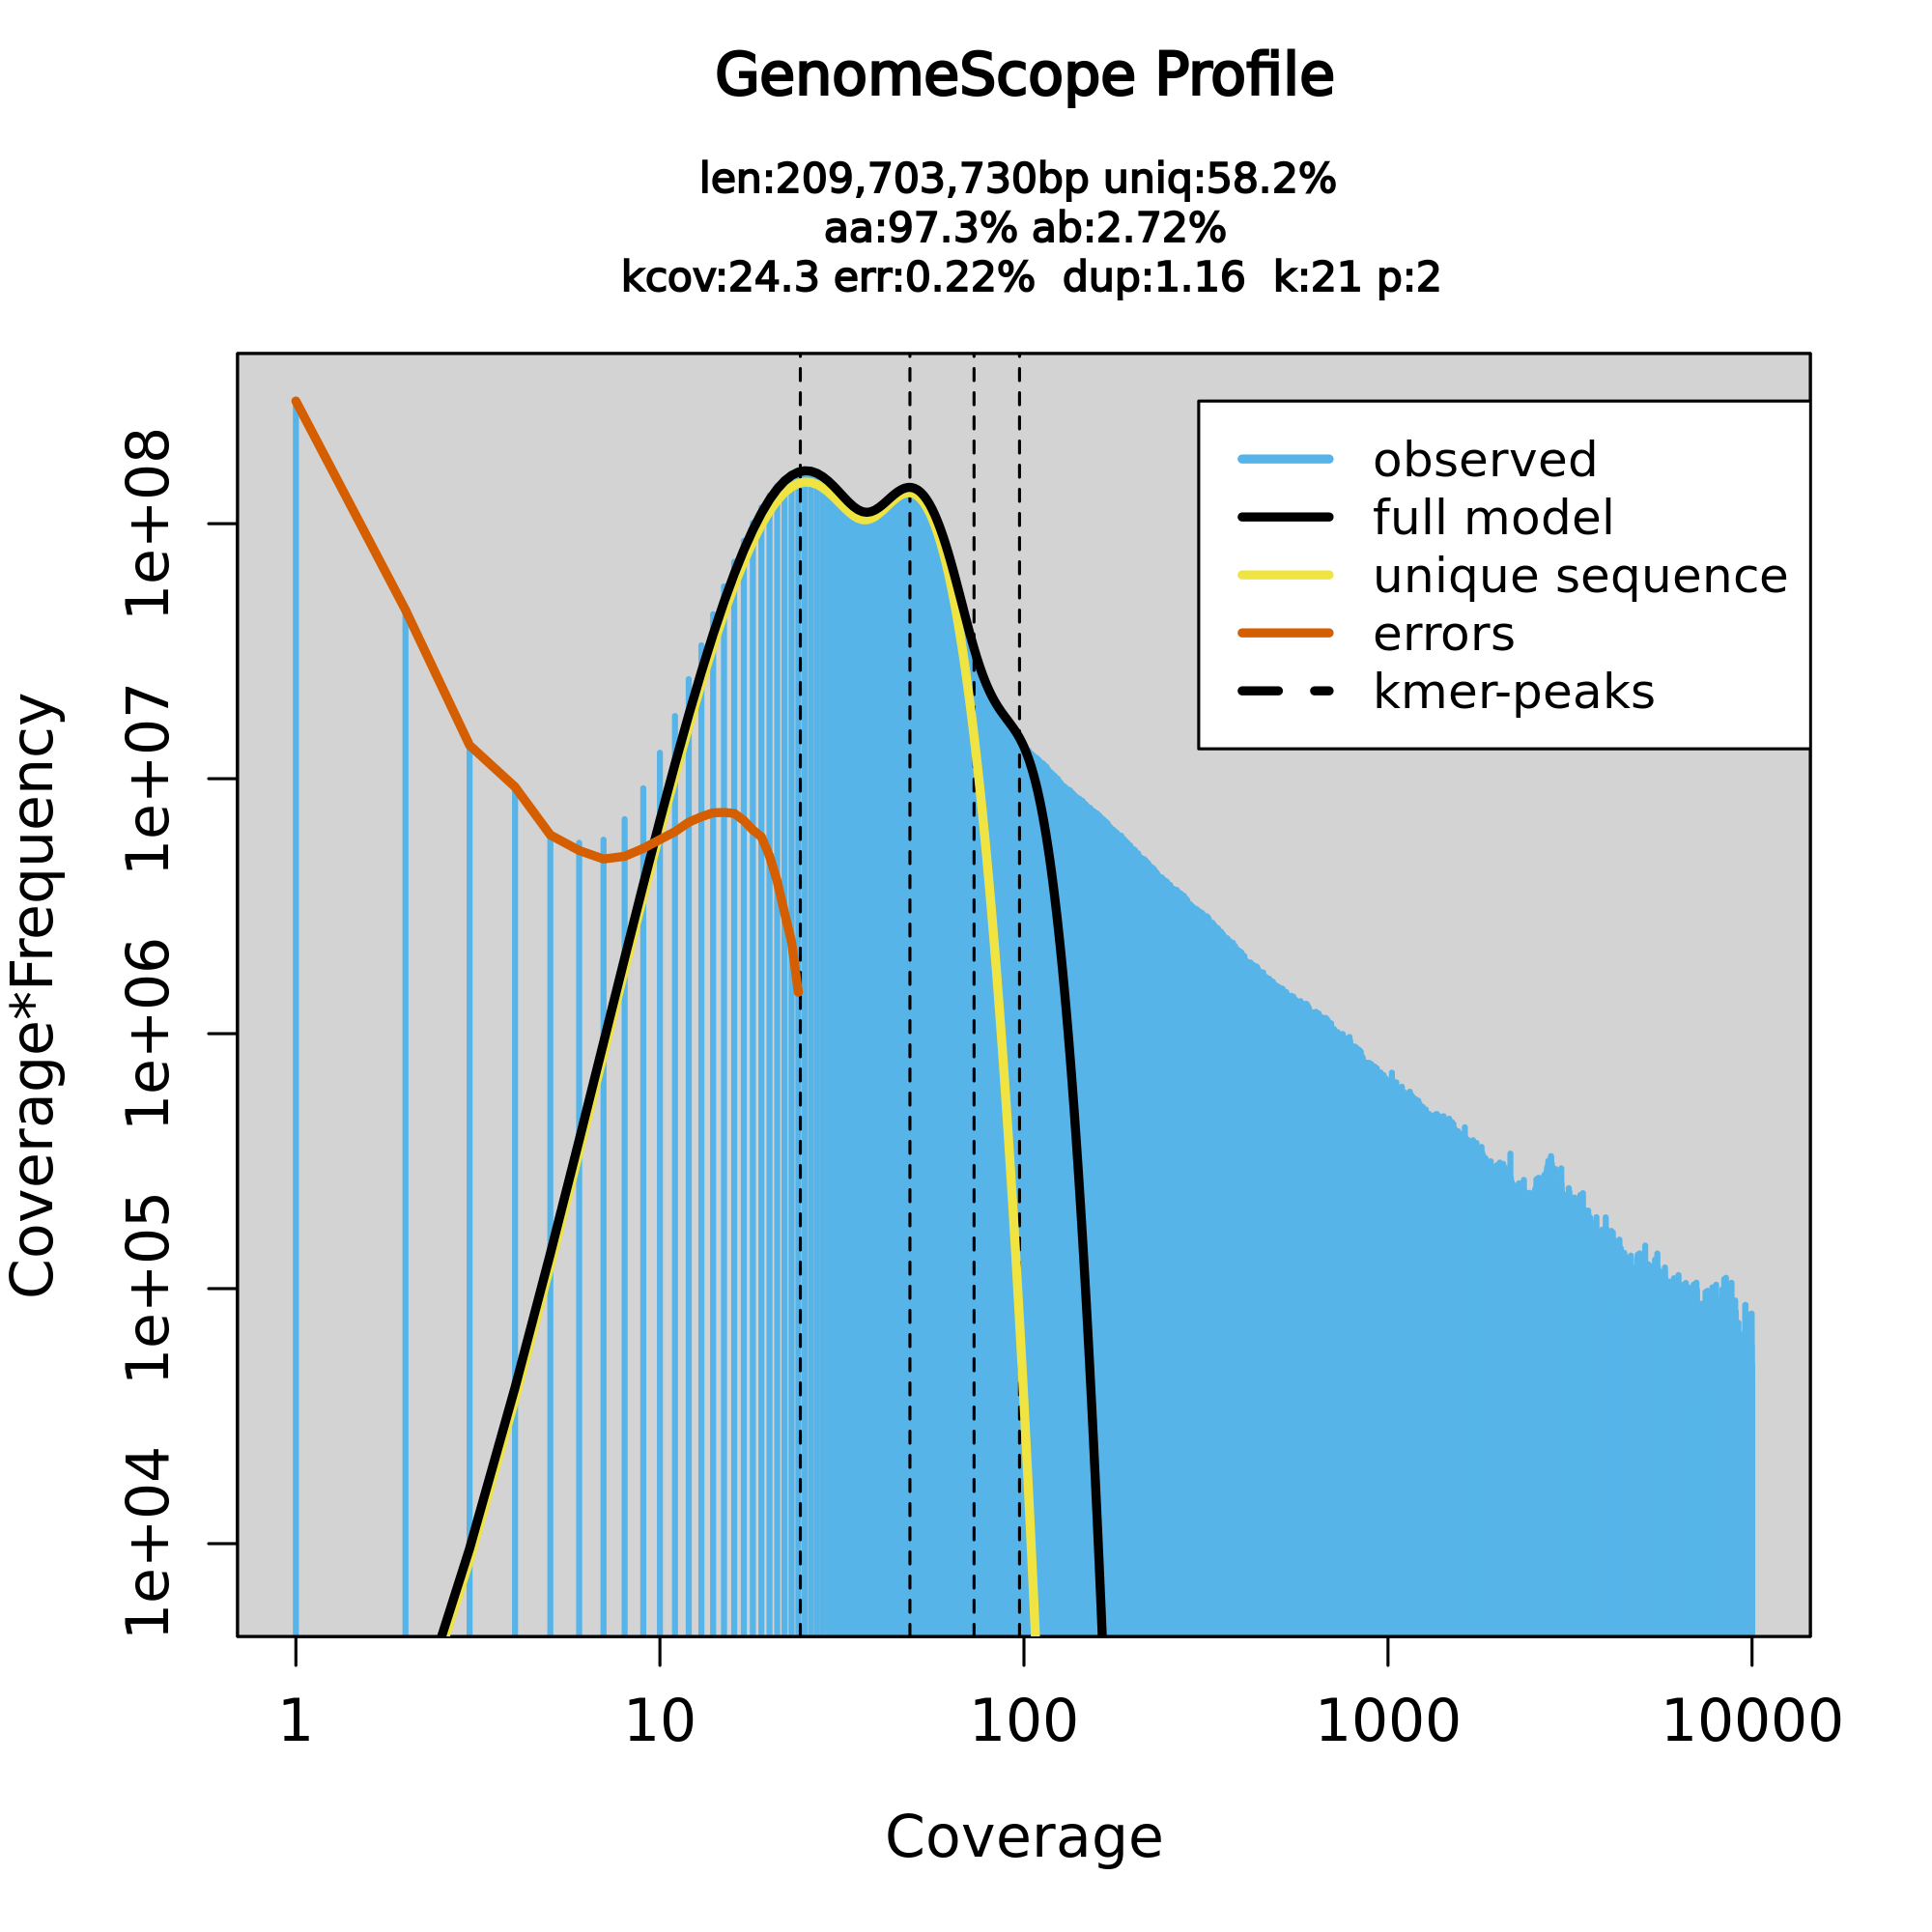 GenomeScope Profile
len:209,703,730bp uniq:58.2%
aa:97.3% ab:2.72%
kcov:24.3 err:0.22% dup:1.16 k:21 p:2
observed
full model
unique sequence
errors
kmer-peaks
Coverage*Frequency
1e+08
1e+07
1e+06
1e+05
1e+04
1 10 100 1000 10000
Coverage